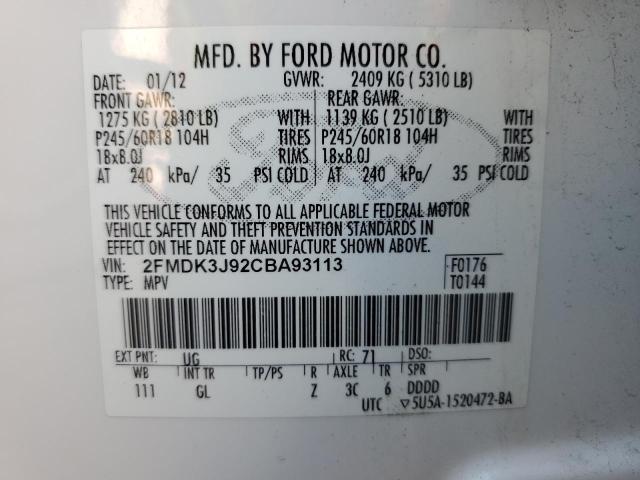 MFD. BY FORD MOTOR CO.
DATE: 01/12 GVWR: 2409 KG ( 5310 LB)
FRONT GAWR: REAR GAWR:
1275 KG ( 2810 LB) WITH 1139 KG ( 2510 LB) WITH
P245/60R18 104H TIRES P245/60R18 104H TIRES
18x8.0J RIMS 18x8.0J RIMS
AT 240 kPa/ 35 PSI COLD AT 240 kPa/ 35 PSI COLD
Ford
THIS VEHICLE CONFORMS TO ALL APPLICABLE FEDERAL MOTOR
VEHICLE SAFETY AND THEFT PREVENTION STANDARDS IN
EFFECT ON THE DATE OF MANUFACTURE SHOWN ABOVE.
VIN: 2FMDK3J92CBA93113 F0176
TYPE: MPV T0144
EXT PNT: UG RC: 71 DSO:
WB INT TR TP/PS R AXLE TR SPR
111 GL Z 3C 6 DDDD
UTC ▽5U5A-1520472-BA